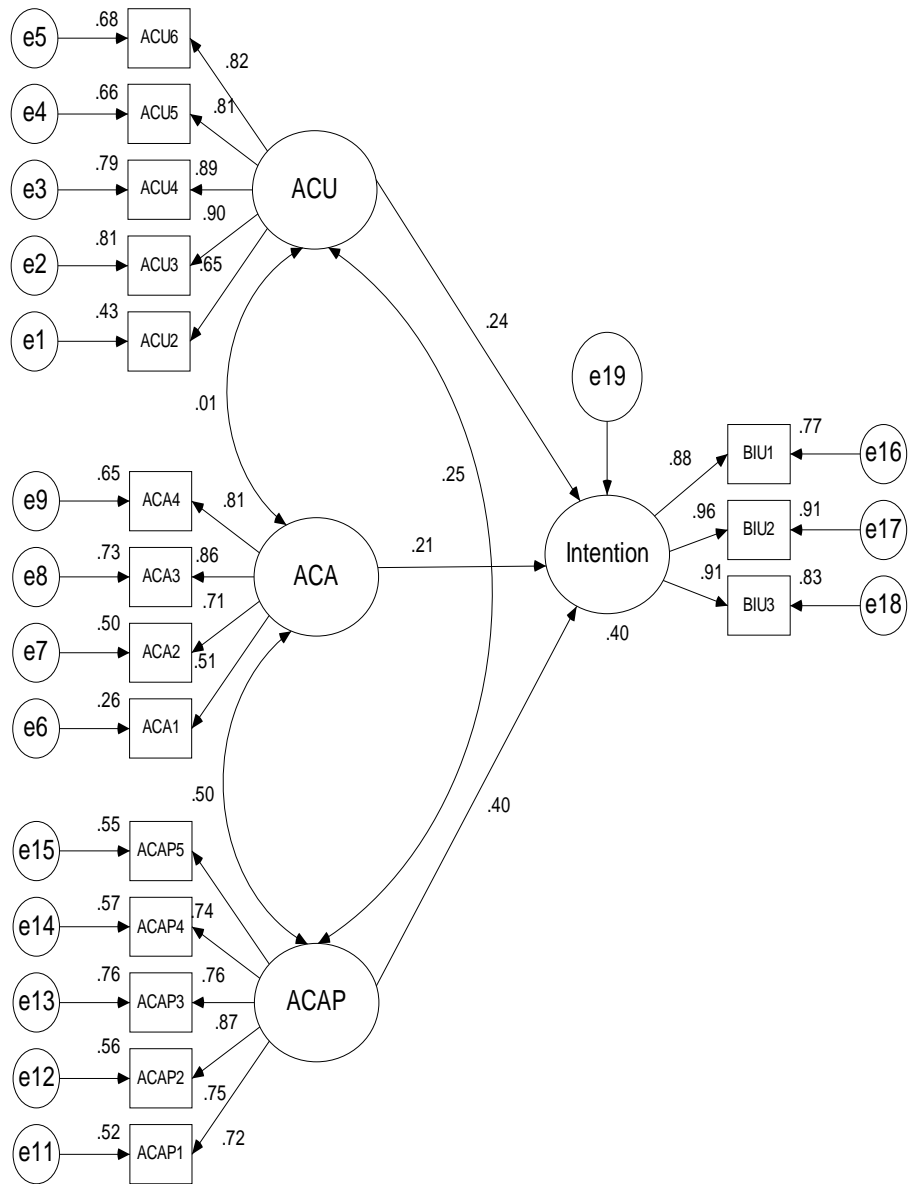 .68
e5
ACU6
.82
.66
e4
ACU5
.81
.79
e3
ACU4
.89
ACU
.90
.81
e2
ACU3
.65
.43
e1
ACU2
.24
e19
.01
.25
.77
BIU1
e16
.88
.65
e9
ACA4
.81
.96
.91
BIU2
e17
.73
e8
ACA3
.86
ACA
.21
Intention
.91
.83
BIU3
e18
.71
.50
e7
ACA2
.51
.40
.26
e6
ACA1
.50
.40
.55
e15
ACAP5
.57
e14
ACAP4
.74
.76
e13
ACAP3
.76
ACAP
.87
.56
e12
ACAP2
.75
.52
e11
ACAP1
.72